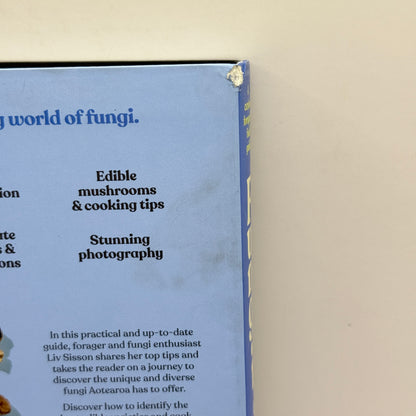 world of fungi.
Edible
mushrooms
& cooking tips
Stunning
photography
In this practical and up-to-date
guide, forager and fungi enthusiast
Liv Sisson shares her top tips and
takes the reader on a journey to
discover the unique and diverse
fungi Aotearoa has to offer.
Discover how to identify the